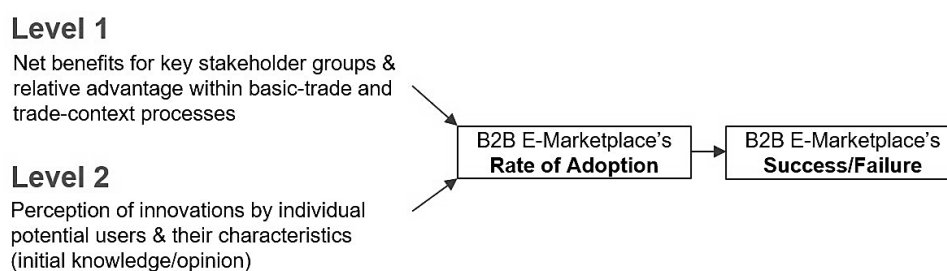 Level 1
Net benefits for key stakeholder groups &
relative advantage within basic-trade and
trade-context processes
B2B E-Marketplace's
Rate of Adoption
B2B E-Marketplace's
Success/Failure
Level 2
Perception of innovations by individual
potential users & their characteristics
(initial knowledge/opinion)